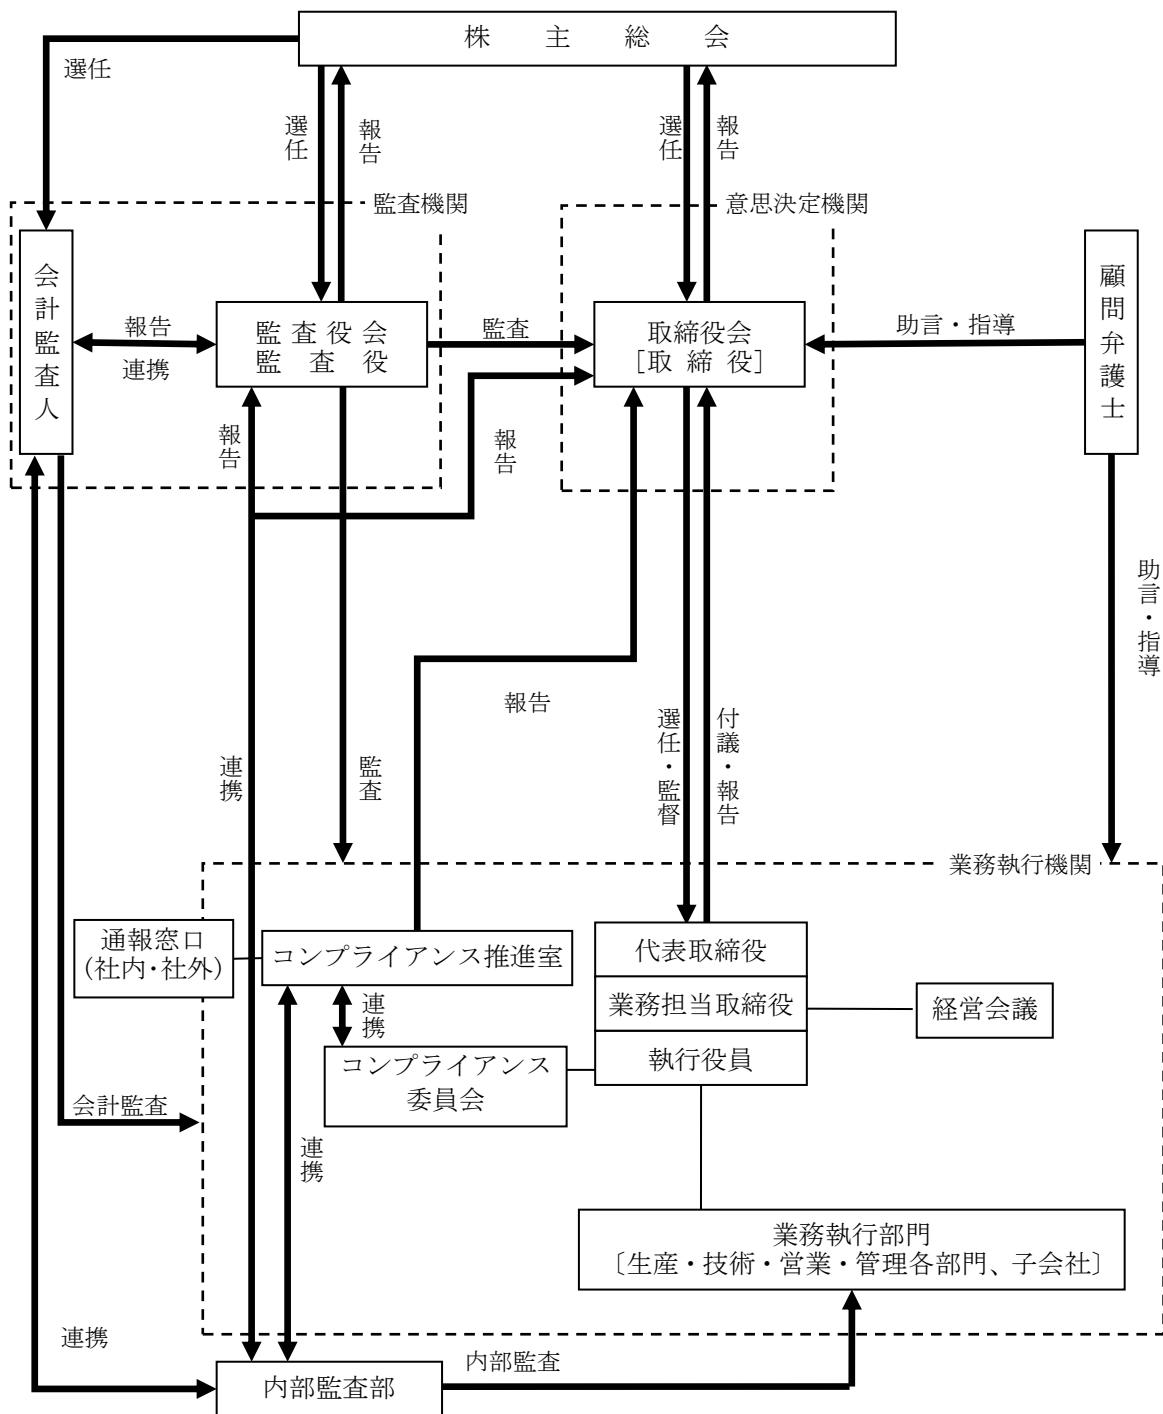 株主総会
選任
選任
報告
選任
報告
監査機関
意思決定機関
会計監査人
報告
連携
監査役会
監査役
監査
取締役会
[取締役]
助言・指導
顧問弁護士
報告
報告
助言・指導
報告
選任・監督
付議・報告
連携
監査
業務執行機関
通報窓口
(社内・社外)
コンプライアンス推進室
連携
コンプライアンス
委員会
代表取締役
業務担当取締役
執行役員
経営会議
会計監査
連携
業務執行部門
〔生産・技術・営業・管理各部門、子会社〕
連携
内部監査
内部監査部